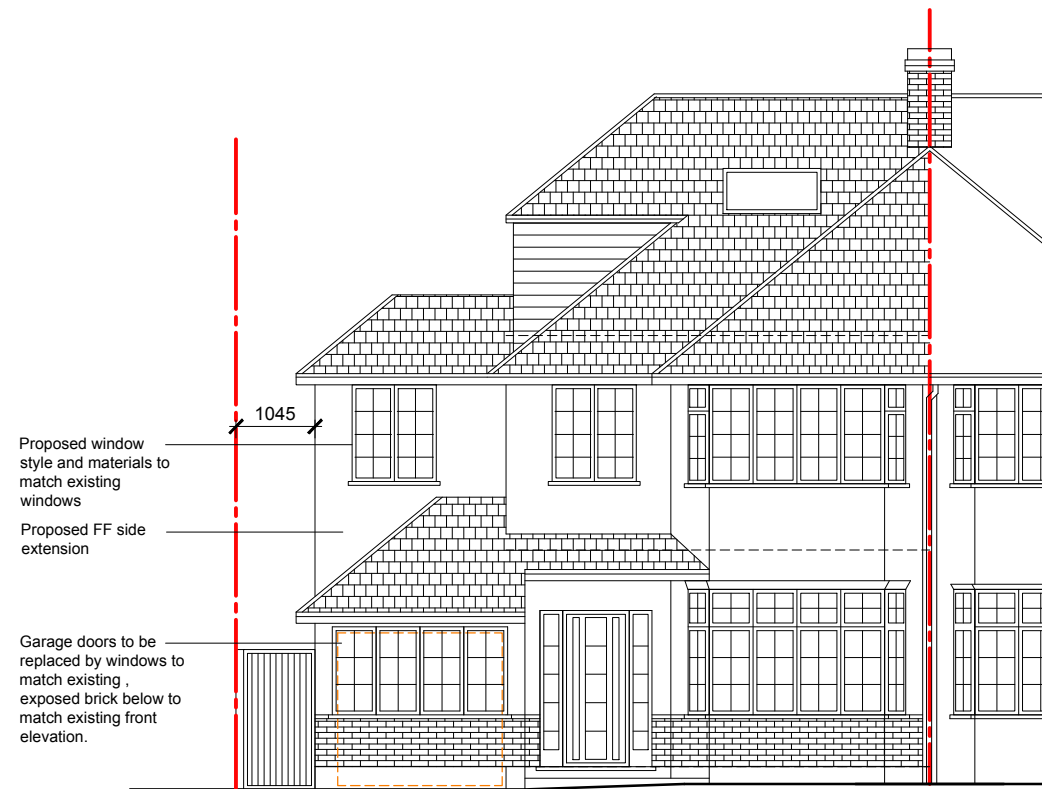 1045
Proposed window
style and materials to
match existing
windows
Proposed FF side
extension
Garage doors to be
replaced by windows to
match existing ,
exposed brick below to
match existing front
elevation.